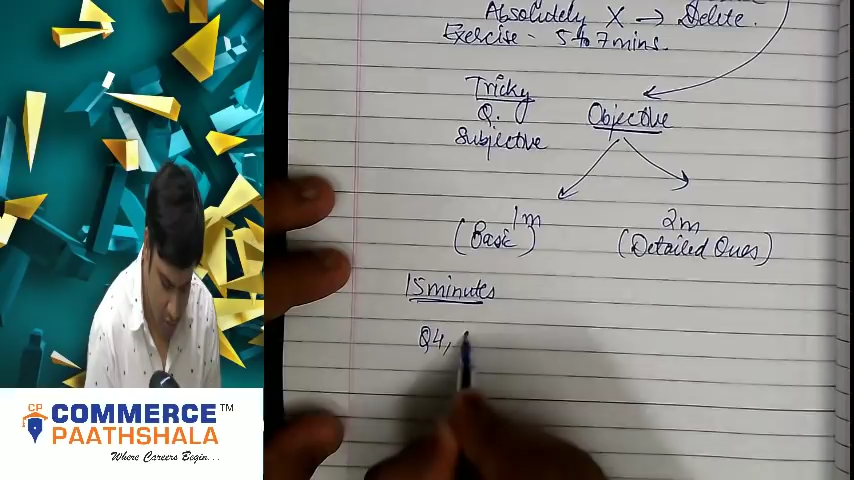 Absolutely X → Delete.
Exercise - 5 to 7 mins.
Tricky
Q.
Subjective
Objective
1m
(Basic)
2m
(Detailed Ques)
15 minutes
Q4,
CP
COMMERCE™
PAATHSHALA
Where Careers Begin...